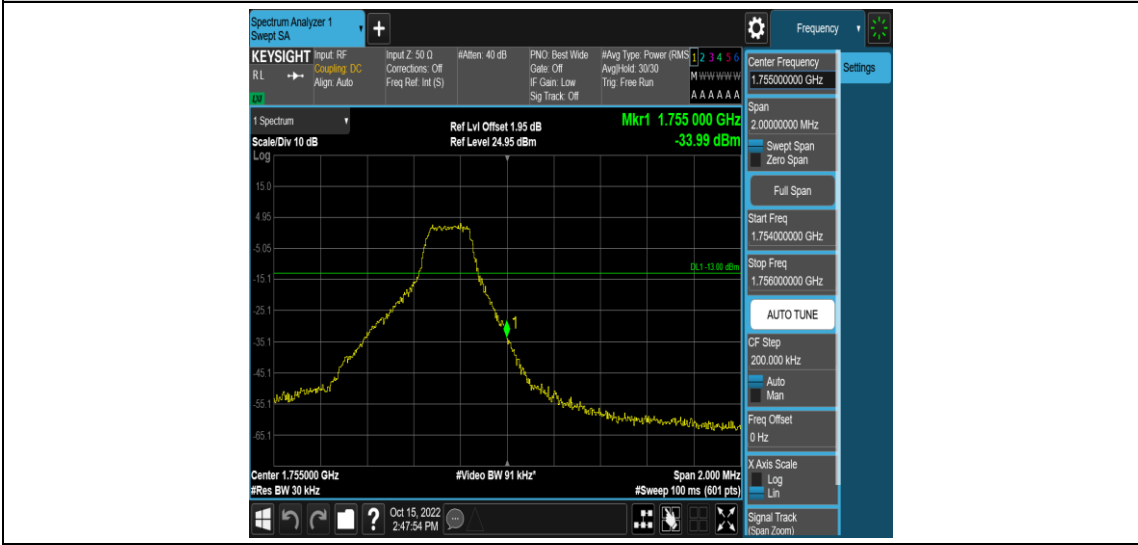 Spectrum Analyzer 1
Swept SA
Frequency
KEYSIGHT
RL
Input: RF
Coupling: DC
Align: Auto
Input Z: 50 Ω
Corrections: Off
Freq Ref: Int (S)
#Atten: 40 dB
PNO: Best Wide
Gate: Off
IF Gain: Low
Sig Track: Off
#Avg Type: Power (RMS
Avg|Hold: 30/30
Trig: Free Run
1 2 3 4 5 6
M W W W W W
A A A A A A
1 Spectrum
Scale/Div 10 dB
Log
Ref Lvl Offset 1.95 dB
Ref Level 24.95 dBm
Mkr1 1.755 000 GHz
-33.99 dBm
15.0
4.95
-5.05
DL1 -13.00 dBm
-15.1
-25.1
1
-35.1
-45.1
-55.1
-65.1
Center 1.755000 GHz
#Res BW 30 kHz
#Video BW 91 kHz*
Span 2.000 MHz
#Sweep 100 ms (601 pts)
Center Frequency
1.755000000 GHz
Settings
Span
2.00000000 MHz
Swept Span
Zero Span
Full Span
Start Freq
1.754000000 GHz
Stop Freq
1.756000000 GHz
AUTO TUNE
CF Step
200.000 kHz
Auto
Man
Freq Offset
0 Hz
X Axis Scale
Log
Lin
Signal Track
(Span Zoom)
?
Oct 15, 2022
2:47:54 PM